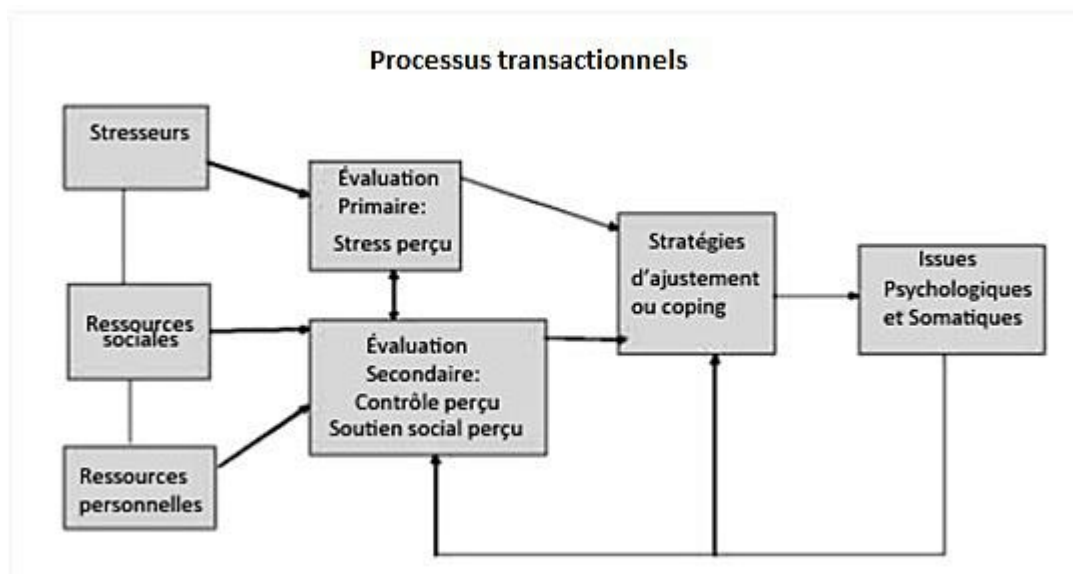 Processus transactionnels
Stresseurs
Évaluation
Primaire:
Stress perçu
Stratégies
d'ajustement
ou coping
Issues
Psychologiques
et Somatiques
Ressources
sociales
Évaluation
Secondaire:
Contrôle perçu
Soutien social perçu
Ressources
personnelles